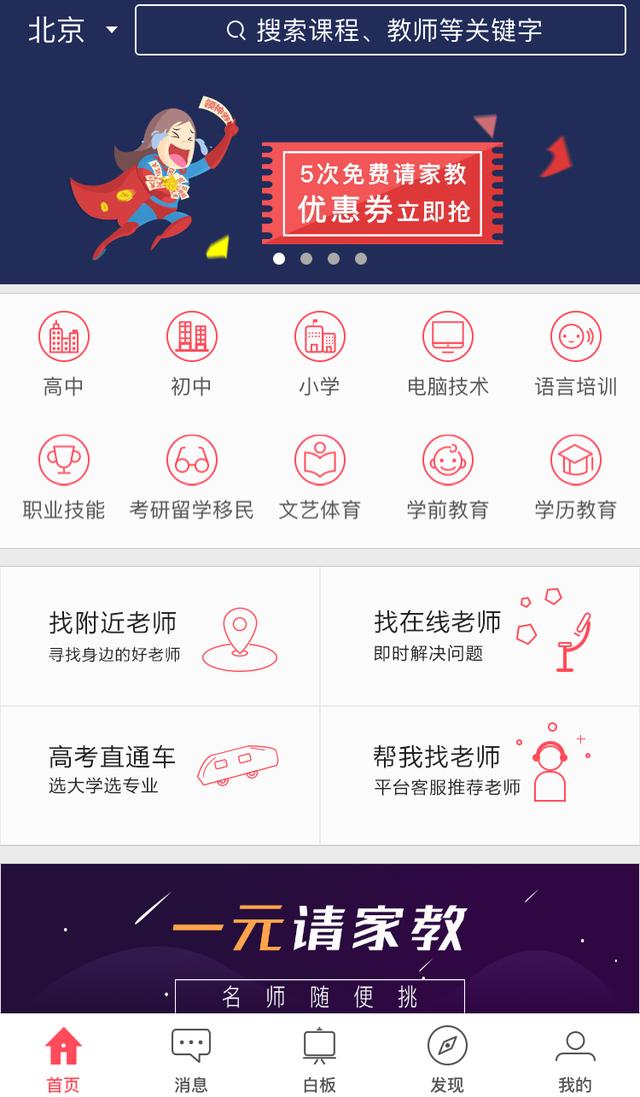 北京
搜索课程、教师等关键字
领神券
5次免费请家教
优惠券立即抢
高中
初中
小学
电脑技术
语言培训
职业技能
考研留学移民
文艺体育
学前教育
学历教育
找附近老师
寻找身边的好老师
找在线老师
即时解决问题
高考直通车
选大学选专业
帮我找老师
平台客服推荐老师
一元请家教
名师随便挑
首页
消息
白板
发现
我的